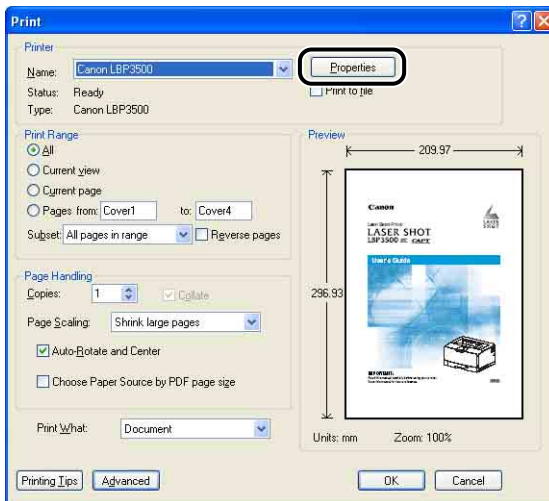 Print
Printer
Name: Canon LBP3500 Properties
Status: Ready Print to file
Type: Canon LBP3500
Print Range
All
Current view
Current page
Pages from: Cover1 to: Cover4
Subset: All pages in range Reverse pages
Page Handling
Copies: 1 Collate
Page Scaling: Shrink large pages
Auto-Rotate and Center
Choose Paper Source by PDF page size
Print What: Document
Preview
209.97
296.93
Canon
Laser Beam Printer
LASER SHOT
LBP3500
User's Guide
IMPORTANT:
Units: mm Zoom: 100%
Printing Tips Advanced OK Cancel